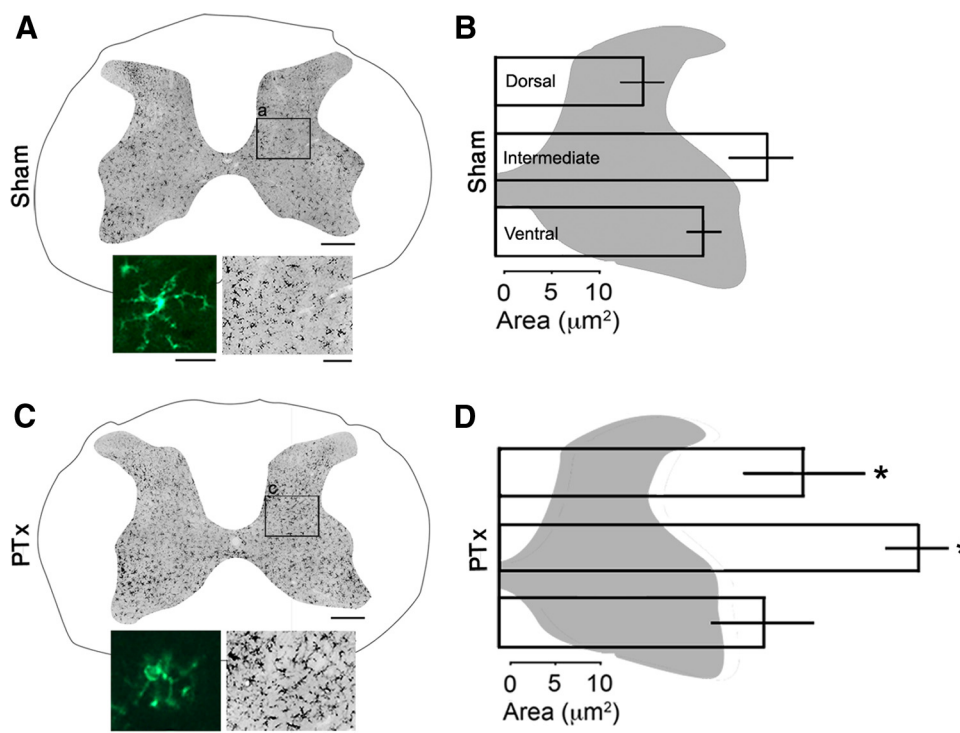 A
Sham
a
B
Sham
Dorsal
Intermediate
Ventral
0 5 10
Area (μm²)
C
PTx
c
D
PTx
*
*
0 5 10
Area (μm²)